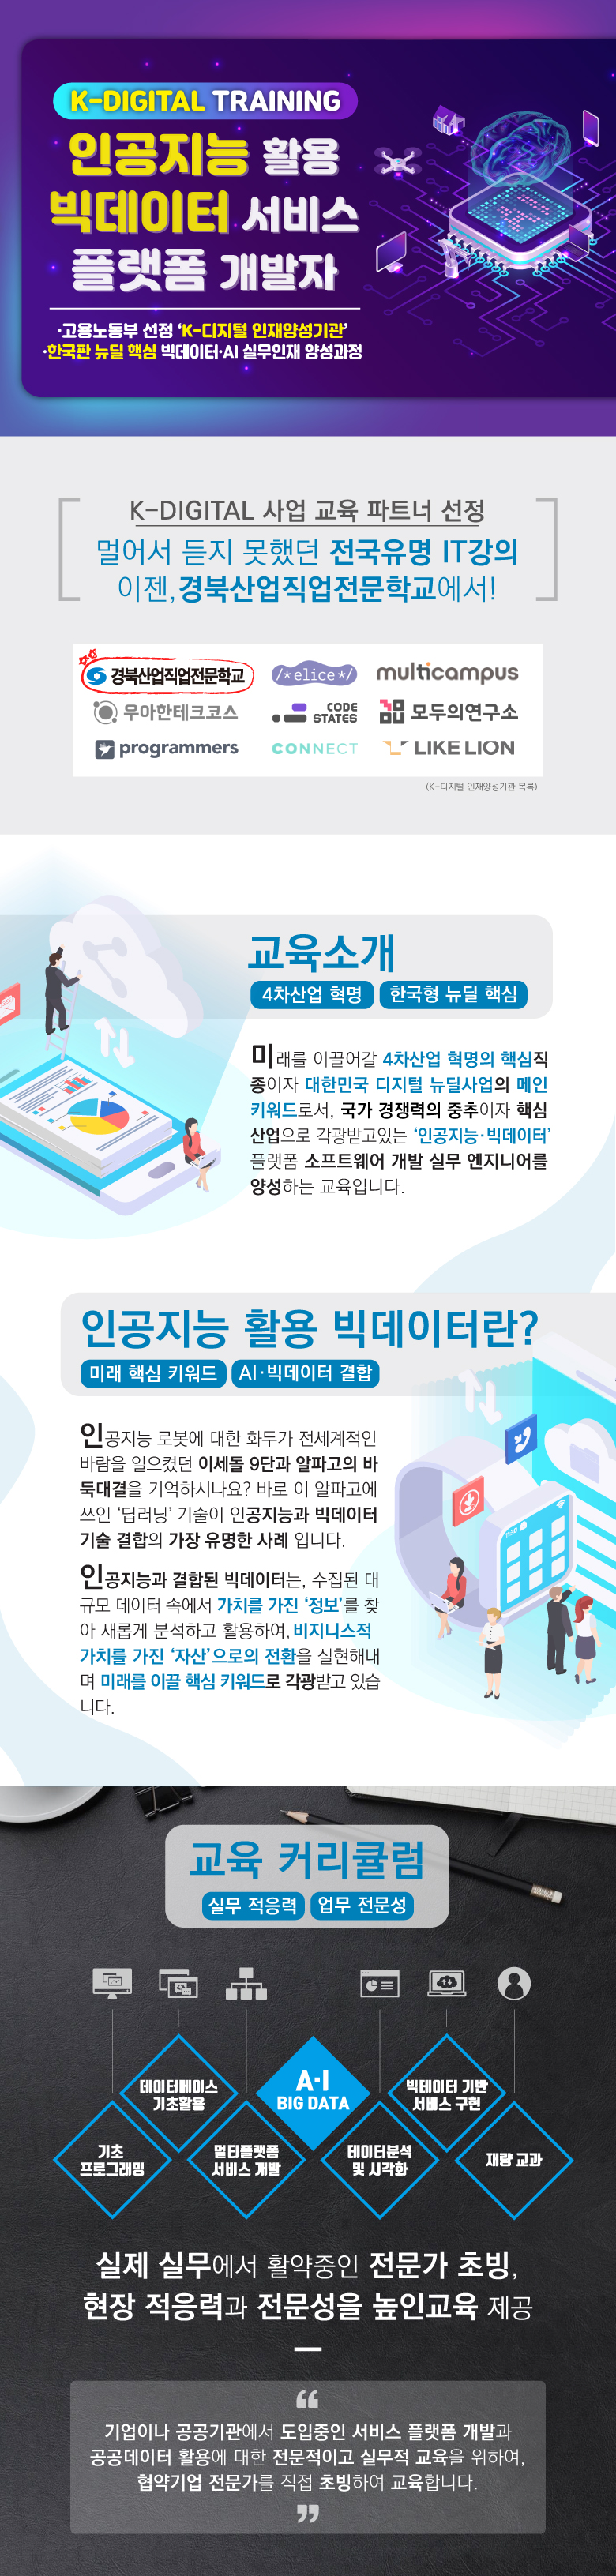 K-DIGITAL TRAINING
인공지능 활용
빅데이터 서비스
플랫폼 개발자
·고용노동부 선정 ‘K-디지털 인재양성기관’
·한국판 뉴딜 핵심 빅데이터·AI 실무인재 양성과정
K-DIGITAL 사업 교육 파트너 선정
멀어서 듣지 못했던 전국유명 IT강의
이젠, 경북산업직업전문학교에서!
경북산업직업전문학교 /*elice*/ multicampus
우아한테크코스 CODE STATES 모두의연구소
programmers CONNECT LIKE LION
(K-디지털 인재양성기관 목록)
교육소개
4차산업 혁명 한국형 뉴딜 핵심
미래를 이끌어갈 4차산업 혁명의 핵심직
종이자 대한민국 디지털 뉴딜사업의 메인
키워드로서, 국가 경쟁력의 중추이자 핵심
산업으로 각광받고있는 ‘인공지능·빅데이터’
플랫폼 소프트웨어 개발 실무 엔지니어를
양성하는 교육입니다.
인공지능 활용 빅데이터란?
미래 핵심 키워드 AI·빅데이터 결합
인공지능 로봇에 대한 화두가 전세계적인
바람을 일으켰던 이세돌 9단과 알파고의 바
둑대결을 기억하시나요? 바로 이 알파고에
쓰인 ‘딥러닝’ 기술이 인공지능과 빅데이터
기술 결합의 가장 유명한 사례 입니다.
인공지능과 결합된 빅데이터는, 수집된 대
규모 데이터 속에서 가치를 가진 ‘정보’를 찾
아 새롭게 분석하고 활용하여, 비지니스적
가치를 가진 ‘자산’으로의 전환을 실현해내
며 미래를 이끌 핵심 키워드로 각광받고 있습
니다.
11:50
교육 커리큘럼
실무 적응력 업무 전문성
데이터베이스
기초활용
A·I
BIG DATA
빅데이터 기반
서비스 구현
기초
프로그래밍
멀티플랫폼
서비스 개발
데이터분석
및 시각화
재량 교과
실제 실무에서 활약중인 전문가 초빙,
현장 적응력과 전문성을 높인교육 제공
“
기업이나 공공기관에서 도입중인 서비스 플랫폼 개발과
공공데이터 활용에 대한 전문적이고 실무적 교육을 위하여,
협약기업 전문가를 직접 초빙하여 교육합니다.
”